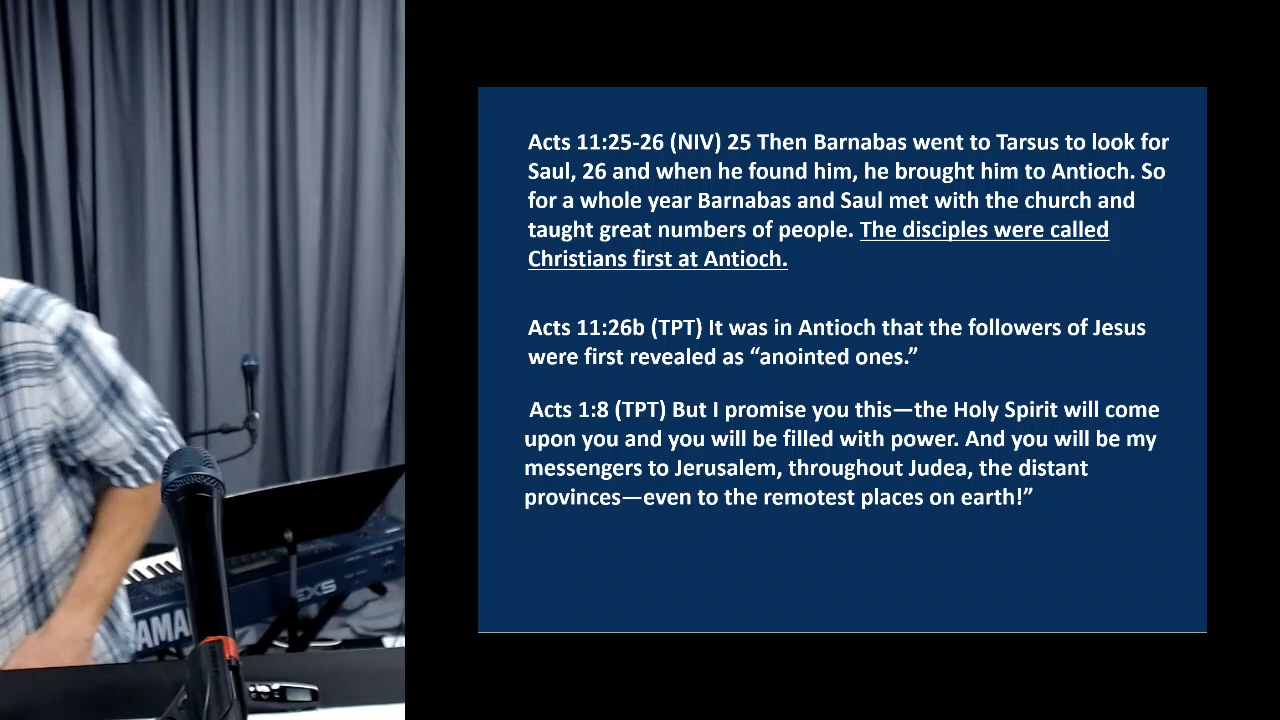 Acts 11:25-26 (NIV) 25 Then Barnabas went to Tarsus to look for
Saul, 26 and when he found him, he brought him to Antioch. So
for a whole year Barnabas and Saul met with the church and
taught great numbers of people. The disciples were called
Christians first at Antioch.
Acts 11:26b (TPT) It was in Antioch that the followers of Jesus
were first revealed as “anointed ones.”
Acts 1:8 (TPT) But I promise you this—the Holy Spirit will come
upon you and you will be filled with power. And you will be my
messengers to Jerusalem, throughout Judea, the distant
provinces—even to the remotest places on earth!”
EX5
YAMA